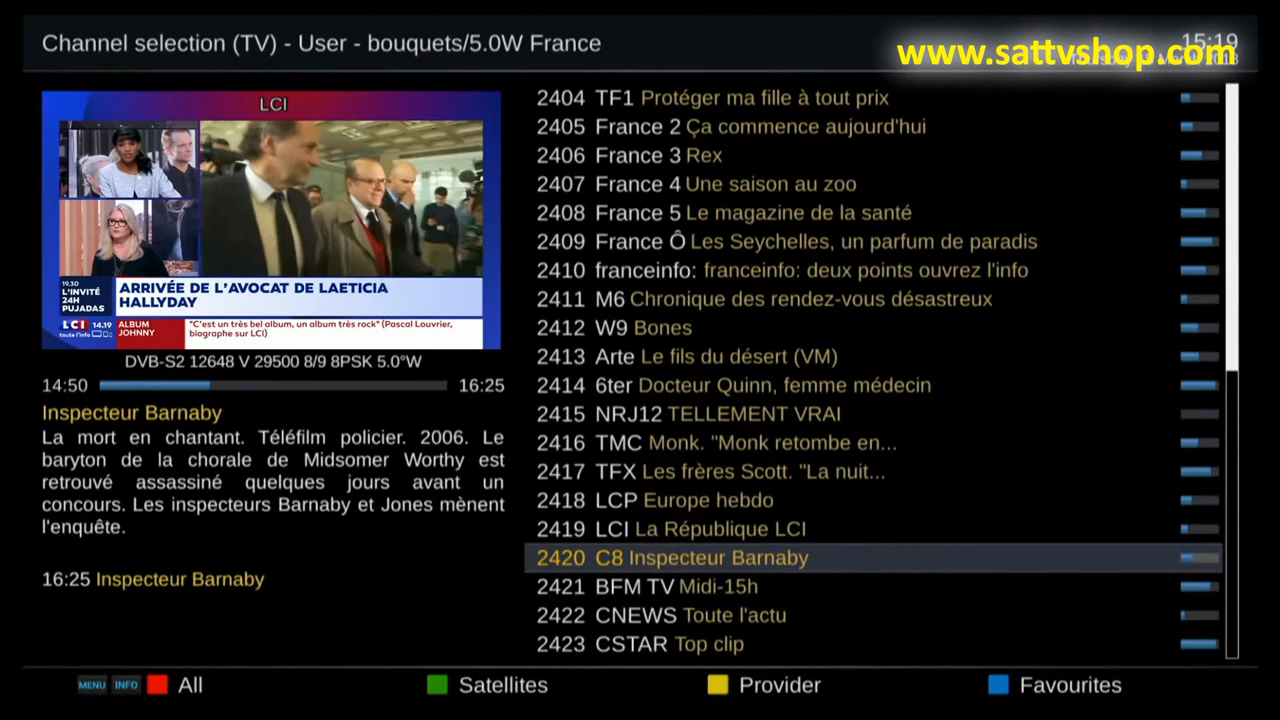 Channel selection (TV) - User - bouquets/5.0W France
15:19
www.sattvshop.com
LCI
19.30
L'INVITÉ
24H
PUJADAS
ARRIVÉE DE L'AVOCAT DE LAETICIA
HALLYDAY
LCI 14.19
toute l'info
ALBUM
JOHNNY
"C'est un très bel album, un album très rock" (Pascal Louvrier,
biographe sur LCI)
DVB-S2 12648 V 29500 8/9 8PSK 5.0°W
14:50 16:25
Inspecteur Barnaby
La mort en chantant. Téléfilm policier. 2006. Le
baryton de la chorale de Midsomer Worthy est
retrouvé assassiné quelques jours avant un
concours. Les inspecteurs Barnaby et Jones mènent
l'enquête.
16:25 Inspecteur Barnaby
2404 TF1 Protéger ma fille à tout prix
2405 France 2 Ça commence aujourd'hui
2406 France 3 Rex
2407 France 4 Une saison au zoo
2408 France 5 Le magazine de la santé
2409 France Ô Les Seychelles, un parfum de paradis
2410 franceinfo: franceinfo: deux points ouvrez l'info
2411 M6 Chronique des rendez-vous désastreux
2412 W9 Bones
2413 Arte Le fils du désert (VM)
2414 6ter Docteur Quinn, femme médecin
2415 NRJ12 TELLEMENT VRAI
2416 TMC Monk. "Monk retombe en...
2417 TFX Les frères Scott. "La nuit...
2418 LCP Europe hebdo
2419 LCI La République LCI
2420 C8 Inspecteur Barnaby
2421 BFM TV Midi-15h
2422 CNEWS Toute l'actu
2423 CSTAR Top clip
MENU INFO All Satellites Provider Favourites